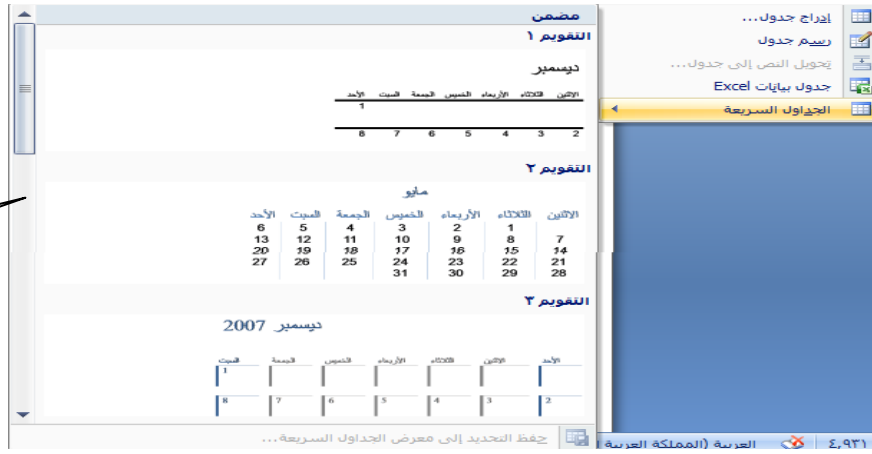 إدراج جدول...
رسم جدول
تحويل النص إلى جدول...
جدول بيانات Excel
الجداول السريعة
مضمن
التقويم ١
ديسمبر
الاثنين الثلاثاء الأربعاء الخميس الجمعة السبت الأحد
1
2 3 4 5 6 7 8
التقويم ٢
مايو
الاثنين الثلاثاء الأربعاء الخميس الجمعة السبت الأحد
1 2 3 4 5 6
7 8 9 10 11 12 13
14 15 16 17 18 19 20
21 22 23 24 25 26 27
28 29 30 31
التقويم ٣
ديسمبر 2007
الأحد الاثنين الثلاثاء الأربعاء الخميس الجمعة السبت
1
2 3 4 5 6 7 8
حفظ التحديد إلى معرض الجداول السريعة...
٤,٩٣١ العربية (المملكة العربية ا